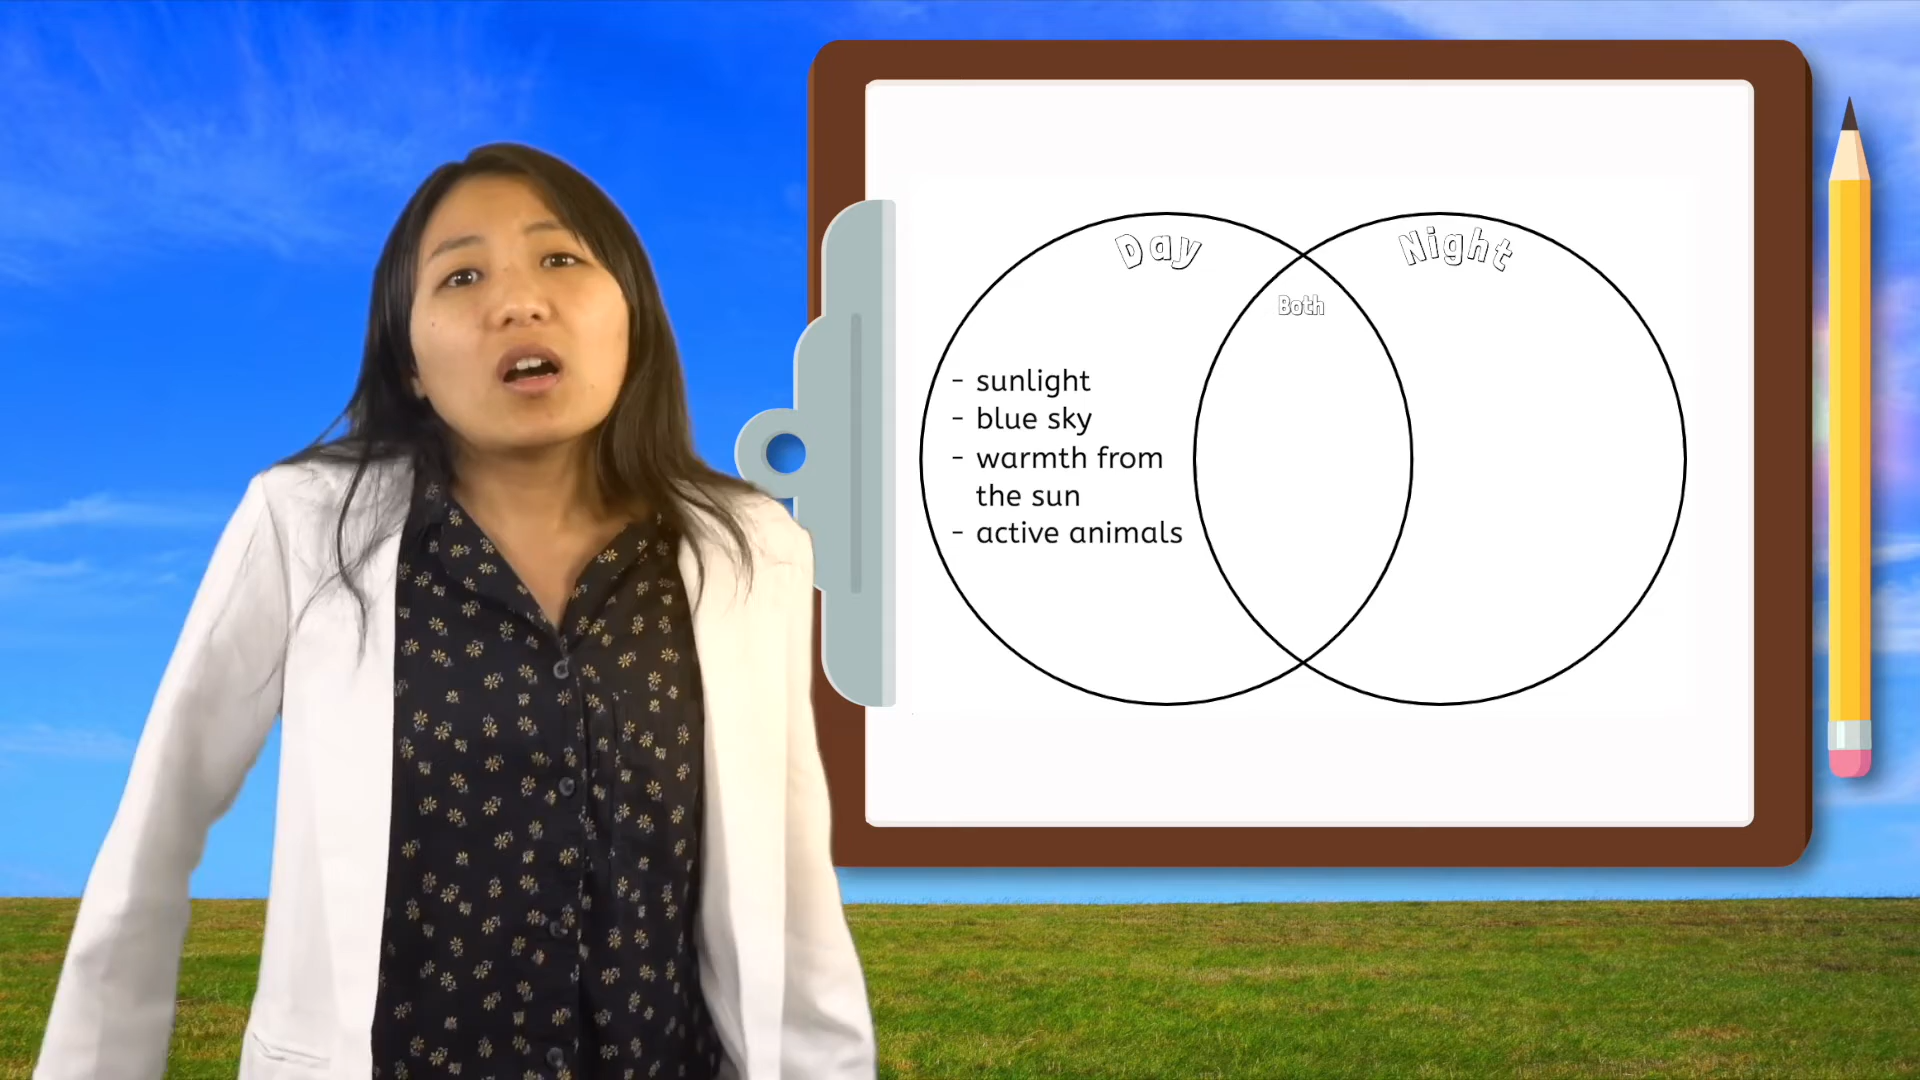 Day
Night
Both
- sunlight
- blue sky
- warmth from
the sun
- active animals